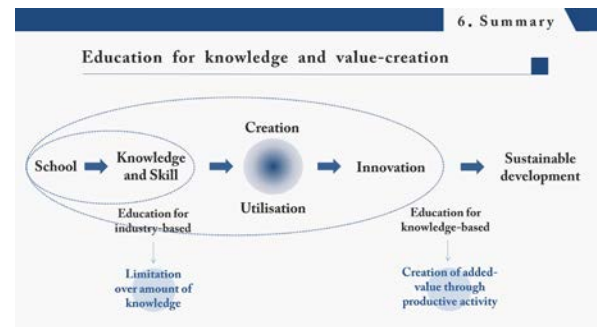 6. Summary
Education for knowledge and value-creation
Creation
School
Knowledge
and Skill
Innovation
Sustainable
development
Utilisation
Education for
industry-based
Education for
knowledge-based
Limitation
over amount of
knowledge
Creation of added-
value through
productive activity